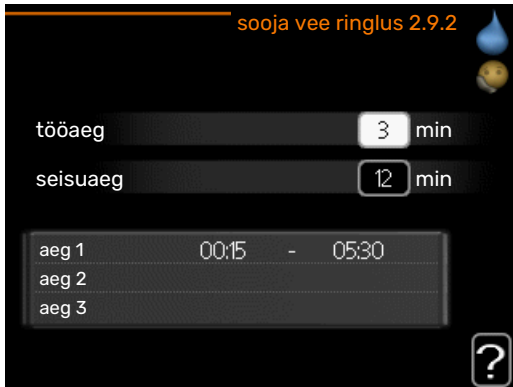 sooja vee ringlus 2.9.2
tööaeg 3 min
seisuaeg 12 min
aeg 1 00:15 - 05:30
aeg 2
aeg 3
?